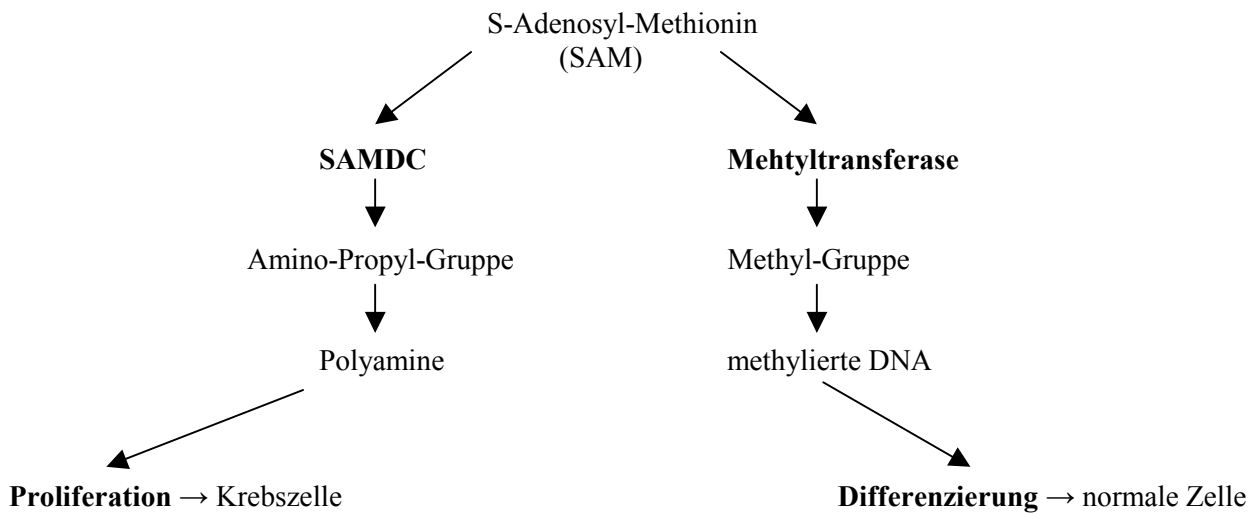 S-Adenosyl-Methionin
(SAM)
SAMDC
Mehtyltransferase
Amino-Propyl-Gruppe
Methyl-Gruppe
Polyamine
methylierte DNA
Proliferation → Krebszelle
Differenzierung → normale Zelle